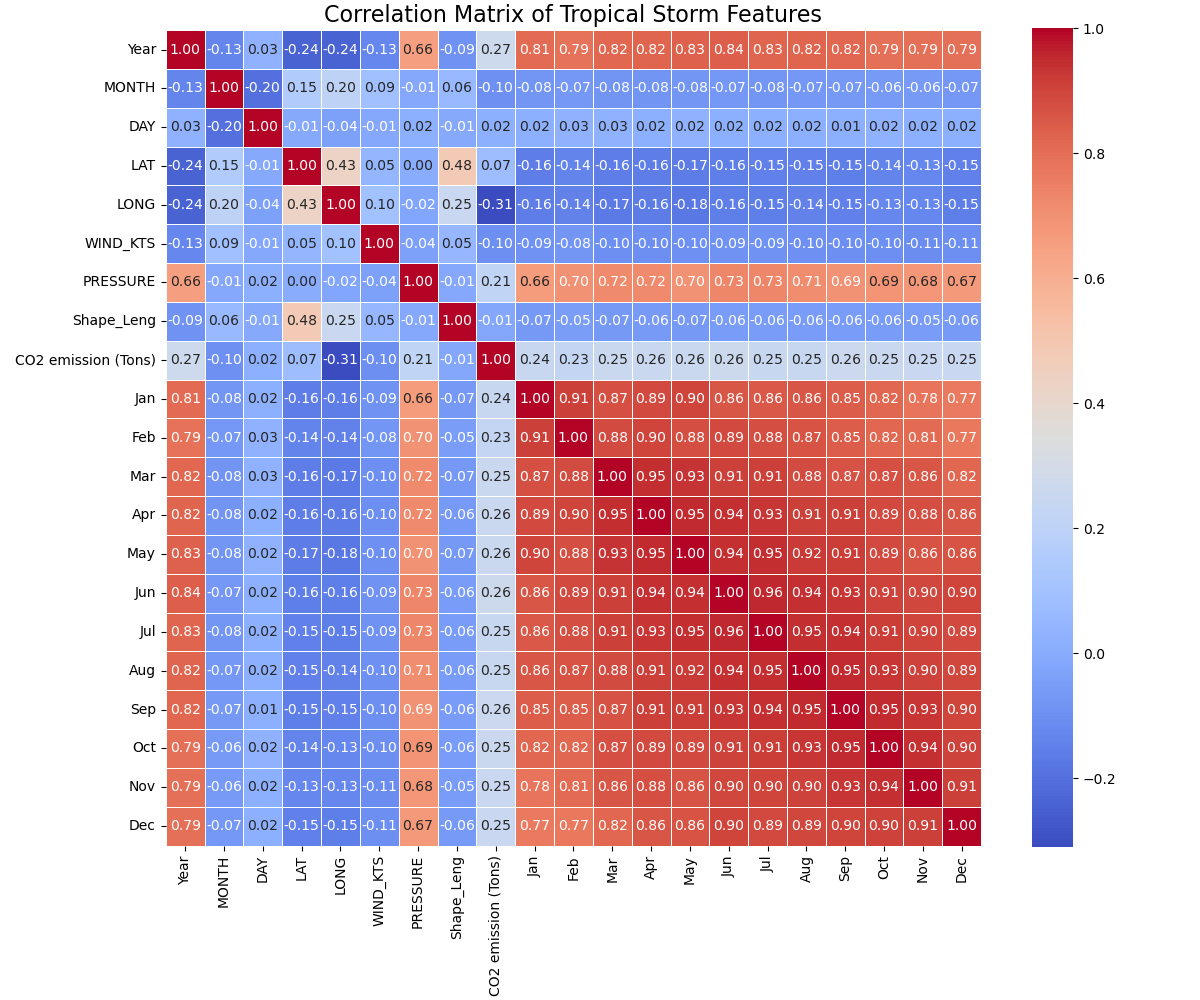 Correlation Matrix of Tropical Storm Features
Year 1.00 -0.13 0.03 -0.24 -0.24 -0.13 0.66 -0.09 0.27 0.81 0.79 0.82 0.82 0.83 0.84 0.83 0.82 0.82 0.79 0.79 0.79
MONTH -0.13 1.00 -0.20 0.15 0.20 0.09 -0.01 0.06 -0.10 -0.08 -0.07 -0.08 -0.08 -0.08 -0.07 -0.08 -0.07 -0.07 -0.06 -0.06 -0.07
DAY 0.03 -0.20 1.00 -0.01 -0.04 -0.01 0.02 -0.01 0.02 0.02 0.03 0.03 0.02 0.02 0.02 0.02 0.02 0.01 0.02 0.02 0.02
LAT -0.24 0.15 -0.01 1.00 0.43 0.05 0.00 0.48 0.07 -0.16 -0.14 -0.16 -0.16 -0.17 -0.16 -0.15 -0.15 -0.15 -0.14 -0.13 -0.15
LONG -0.24 0.20 -0.04 0.43 1.00 0.10 -0.02 0.25 -0.31 -0.16 -0.14 -0.17 -0.16 -0.18 -0.16 -0.15 -0.14 -0.15 -0.13 -0.13 -0.15
WIND_KTS -0.13 0.09 -0.01 0.05 0.10 1.00 -0.04 0.05 -0.10 -0.09 -0.08 -0.10 -0.10 -0.10 -0.09 -0.09 -0.10 -0.10 -0.10 -0.11 -0.11
PRESSURE 0.66 -0.01 0.02 0.00 -0.02 -0.04 1.00 -0.01 0.21 0.66 0.70 0.72 0.72 0.70 0.73 0.73 0.71 0.69 0.69 0.68 0.67
Shape_Leng -0.09 0.06 -0.01 0.48 0.25 0.05 -0.01 1.00 -0.01 -0.07 -0.05 -0.07 -0.06 -0.07 -0.06 -0.06 -0.06 -0.06 -0.06 -0.05 -0.06
CO2 emission (Tons) 0.27 -0.10 0.02 0.07 -0.31 -0.10 0.21 -0.01 1.00 0.24 0.23 0.25 0.26 0.26 0.26 0.25 0.25 0.26 0.25 0.25 0.25
Jan 0.81 -0.08 0.02 -0.16 -0.16 -0.09 0.66 -0.07 0.24 1.00 0.91 0.87 0.89 0.90 0.86 0.86 0.86 0.85 0.82 0.78 0.77
Feb 0.79 -0.07 0.03 -0.14 -0.14 -0.08 0.70 -0.05 0.23 0.91 1.00 0.88 0.90 0.88 0.89 0.88 0.87 0.85 0.82 0.81 0.77
Mar 0.82 -0.08 0.03 -0.16 -0.17 -0.10 0.72 -0.07 0.25 0.87 0.88 1.00 0.95 0.93 0.91 0.91 0.88 0.87 0.87 0.86 0.82
Apr 0.82 -0.08 0.02 -0.16 -0.16 -0.10 0.72 -0.06 0.26 0.89 0.90 0.95 1.00 0.95 0.94 0.93 0.91 0.91 0.89 0.88 0.86
May 0.83 -0.08 0.02 -0.17 -0.18 -0.10 0.70 -0.07 0.26 0.90 0.88 0.93 0.95 1.00 0.94 0.95 0.92 0.91 0.89 0.86 0.86
Jun 0.84 -0.07 0.02 -0.16 -0.16 -0.09 0.73 -0.06 0.26 0.86 0.89 0.91 0.94 0.94 1.00 0.96 0.94 0.93 0.91 0.90 0.90
Jul 0.83 -0.08 0.02 -0.15 -0.15 -0.09 0.73 -0.06 0.25 0.86 0.88 0.91 0.93 0.95 0.96 1.00 0.95 0.94 0.91 0.90 0.89
Aug 0.82 -0.07 0.02 -0.15 -0.14 -0.10 0.71 -0.06 0.25 0.86 0.87 0.88 0.91 0.92 0.94 0.95 1.00 0.95 0.93 0.90 0.89
Sep 0.82 -0.07 0.01 -0.15 -0.15 -0.10 0.69 -0.06 0.26 0.85 0.85 0.87 0.91 0.91 0.93 0.94 0.95 1.00 0.95 0.93 0.90
Oct 0.79 -0.06 0.02 -0.14 -0.13 -0.10 0.69 -0.06 0.25 0.82 0.82 0.87 0.89 0.89 0.91 0.91 0.93 0.95 1.00 0.94 0.90
Nov 0.79 -0.06 0.02 -0.13 -0.13 -0.11 0.68 -0.05 0.25 0.78 0.81 0.86 0.88 0.86 0.90 0.90 0.90 0.93 0.94 1.00 0.91
Dec 0.79 -0.07 0.02 -0.15 -0.15 -0.11 0.67 -0.06 0.25 0.77 0.77 0.82 0.86 0.86 0.90 0.89 0.89 0.90 0.90 0.91 1.00
Year MONTH DAY LAT LONG WIND_KTS PRESSURE Shape_Leng CO2 emission (Tons) Jan Feb Mar Apr May Jun Jul Aug Sep Oct Nov Dec
1.0
0.8
0.6
0.4
0.2
0.0
−0.2